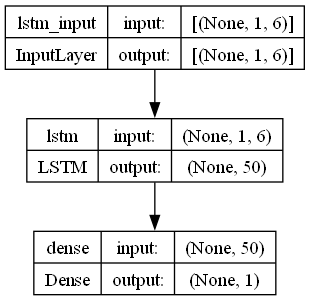 lstm_input input: [(None, 1, 6)]
InputLayer output: [(None, 1, 6)]
lstm input: (None, 1, 6)
LSTM output: (None, 50)
dense input: (None, 50)
Dense output: (None, 1)